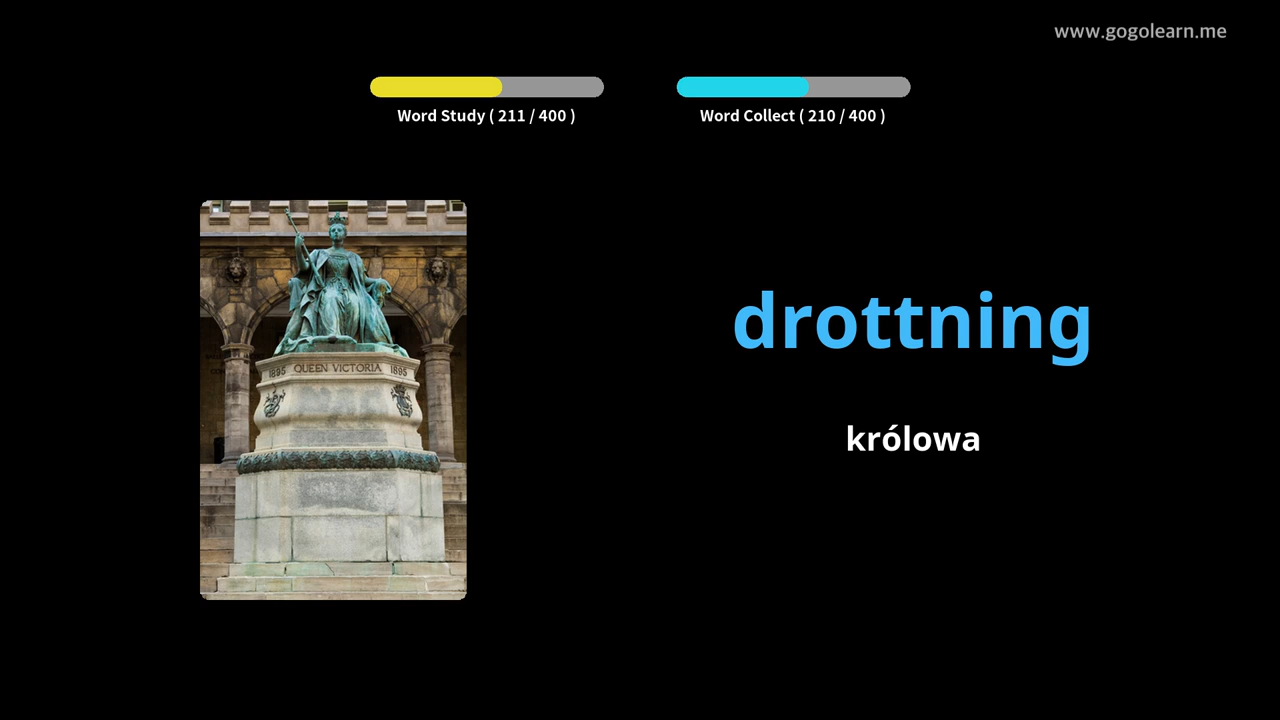 www.gogolearn.me
Word Study ( 211 / 400 )
Word Collect ( 210 / 400 )
1895 QUEEN VICTORIA 1895
drottning
królowa